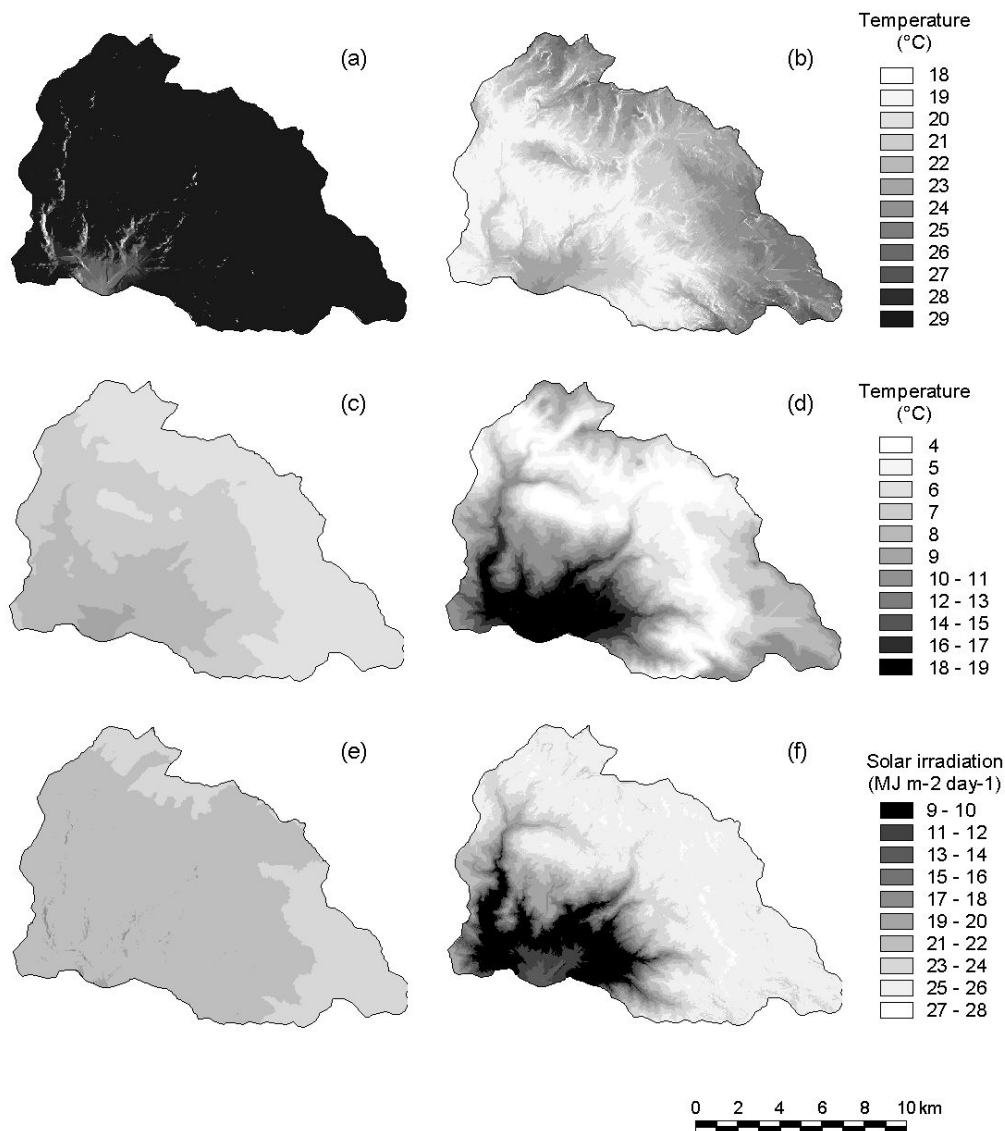 (a)
(b)
Temperature
(°C)
18
19
20
21
22
23
24
25
26
27
28
29
(c)
(d)
Temperature
(°C)
4
5
6
7
8
9
10 - 11
12 - 13
14 - 15
16 - 17
18 - 19
(e)
(f)
Solar irradiation
(MJ m-2 day-1)
9 - 10
11 - 12
13 - 14
15 - 16
17 - 18
19 - 20
21 - 22
23 - 24
25 - 26
27 - 28
0 2 4 6 8 10 km